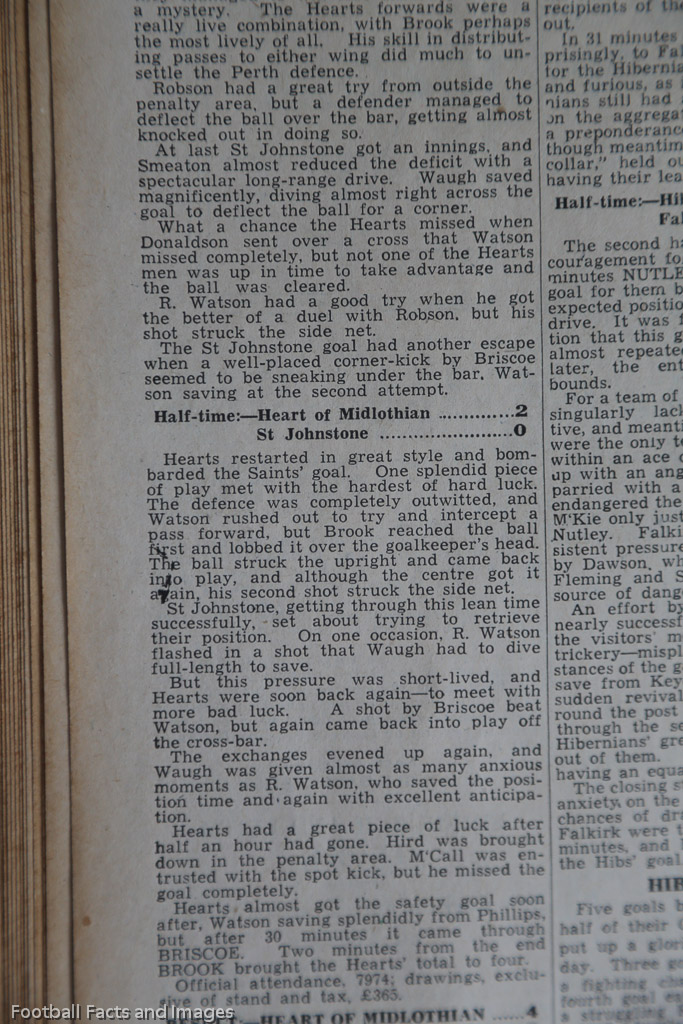 a mystery. The Hearts forwards were a
really live combination, with Brook perhaps
the most lively of all. His skill in distribut-
ing passes to either wing did much to un-
settle the Perth defence.
Robson had a great try from outside the
penalty area, but a defender managed to
deflect the ball over the bar, getting almost
knocked out in doing so.
At last St Johnstone got an innings, and
Smeaton almost reduced the deficit with a
spectacular long-range drive. Waugh saved
magnificently, diving almost right across the
goal to deflect the ball for a corner.
What a chance the Hearts missed when
Donaldson sent over a cross that Watson
missed completely, but not one of the Hearts
men was up in time to take advantage and
the ball was cleared.
R. Watson had a good try when he got
the better of a duel with Robson, but his
shot struck the side net.
The St Johnstone goal had another escape
when a well-placed corner-kick by Briscoe
seemed to be sneaking under the bar, Wat-
son saving at the second attempt.
Half-time:—Heart of Midlothian ..............2
St Johnstone ......................0
Hearts restarted in great style and bom-
barded the Saints' goal. One splendid piece
of play met with the hardest of hard luck.
The defence was completely outwitted, and
Watson rushed out to try and intercept a
pass forward, but Brook reached the ball
first and lobbed it over the goalkeeper's head.
The ball struck the upright and came back
into play, and although the centre got it
again, his second shot struck the side net.
St Johnstone, getting through this lean time
successfully, set about trying to retrieve
their position. On one occasion, R. Watson
flashed in a shot that Waugh had to dive
full-length to save.
But this pressure was short-lived, and
Hearts were soon back again—to meet with
more bad luck. A shot by Briscoe beat
Watson, but again came back into play off
the cross-bar.
The exchanges evened up again, and
Waugh was given almost as many anxious
moments as R. Watson, who saved the posi-
tion time and again with excellent anticipa-
tion.
Hearts had a great piece of luck after
half an hour had gone. Hird was brought
down in the penalty area. M'Call was en-
trusted with the spot kick, but he missed the
goal completely.
Hearts almost got the safety goal soon
after, Watson saving splendidly from Phillips,
but after 30 minutes it came through
BRISCOE. Two minutes from the end
BROOK brought the Hearts' total to four.
Official attendance, 7974; drawings, exclu-
sive of stand and tax, £365.
HEART OF MIDLOTHIAN ......4
recipients of the
out.
In 31 minutes
prisingly, to Fal
for the Hibernia
and furious, as
nians still had
on the aggregat
a preponderanc
though meantim
collar," held ou
having their lea
Half-time:—Hi
Fa
The second ha
couragement fo
minutes NUTLE
goal for them b
expected positio
drive. It was
tion that this g
almost repeate
later, the ent
bounds.
For a team of
singularly lack
tive, and meanti
were the only t
within an ace
up with an ang
parried with a
endangered the
M'Kie only just
Nutley. Falki
sistent pressure
by Dawson, wh
Fleming and S
source of dang
An effort by
nearly successf
the visitors' m
trickery—mispl
stances of the g
save from Key
sudden revival
round the post
through the se
Hibernians' gre
out of them.
having an equa
The closing s
anxiety on the
chances of dra
Falkirk were t
minutes, and
the Hibs' goal
HIB
Five goals b
half of their
put up a glori
day. Three go
a fighting ch
fourth goal e
a struggling
Football Facts and Images